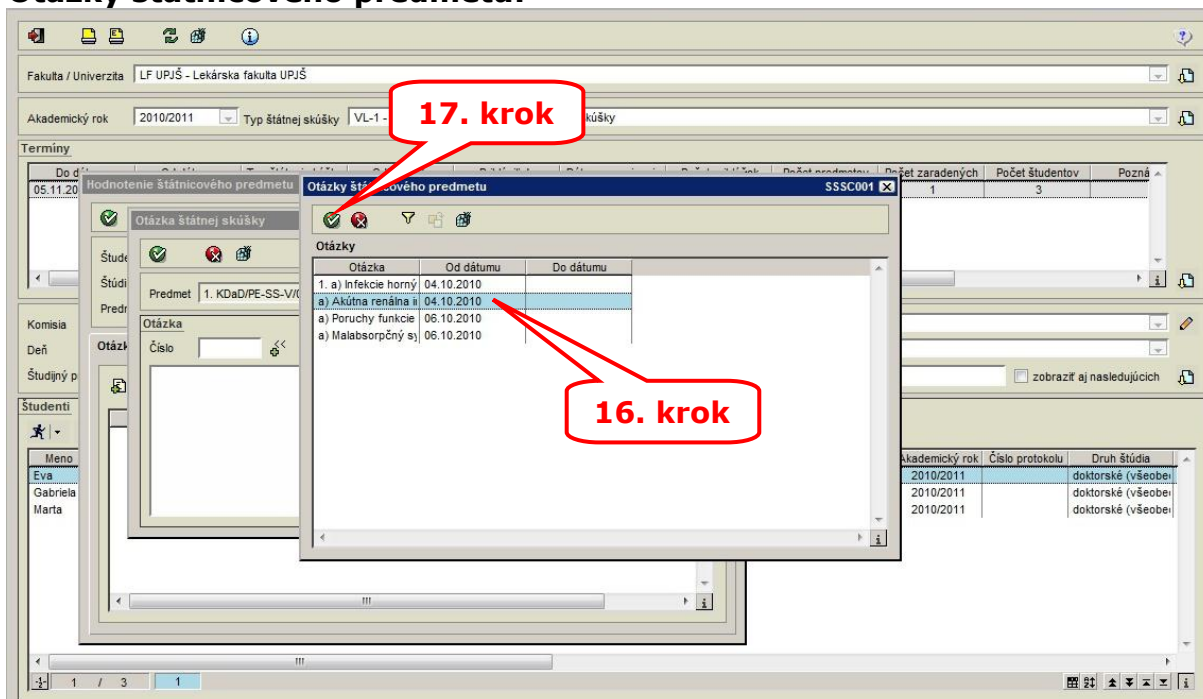 Otázky štátnicového predmetu:
Fakulta / Univerzita LF UPJŠ - Lekárska fakulta UPJŠ
Akademický rok 2010/2011 Typ štátnej skúšky VL-1 -
17. krok
Termíny
Počet zaradených Počet študentov Pozná
05.11.20 1 3
Hodnotenie štátnicového predmetu
Otázka štátnej skúšky
Predmet 1. KDaD/PE-SS-V/
Otázka
Číslo
Otázky štátnicového predmetu SSSC001
Otázky
Otázka Od dátumu Do dátumu
1. a) Infekcie horný 04.10.2010
a) Akútna renálna i 04.10.2010
a) Poruchy funkcie 06.10.2010
a) Malabsorpčný sy 06.10.2010
16. krok
Komisia
Deň
Študijný p
zobraziť aj nasledujúcich
Študenti
Meno Akademický rok Číslo protokolu Druh štúdia
Eva 2010/2011 doktorské (všeobe
Gabriela 2010/2011 doktorské (všeobe
Marta 2010/2011 doktorské (všeobe
1 / 3 1